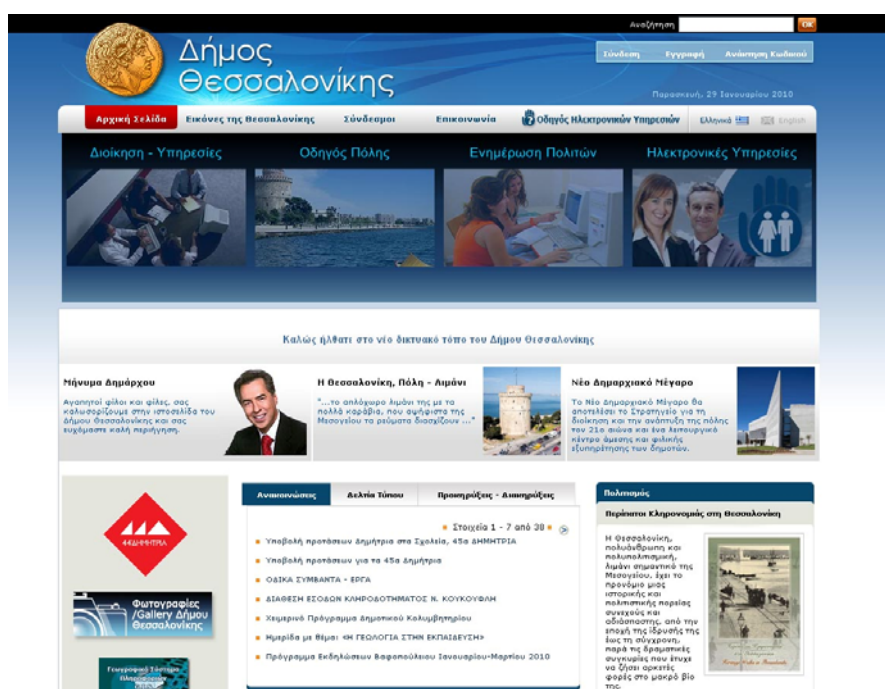 Αναζήτηση
OK
Δήμος
Θεσσαλονίκης
Σύνδεση Εγγραφή Ανάκτηση Κωδικού
Παρασκευή, 29 Ιανουαρίου 2010
Αρχική Σελίδα Εικόνες της Θεσσαλονίκης Σύνδεσμοι Επικοινωνία Οδηγός Ηλεκτρονικών Υπηρεσιών Ελληνικά English
Διοίκηση - Υπηρεσίες Οδηγός Πόλης Ενημέρωση Πολιτών Ηλεκτρονικές Υπηρεσίες
Καλώς ήλθατε στο νέο δικτυακό τόπο του Δήμου Θεσσαλονίκης
Μήνυμα Δημάρχου
Αγαπητοί φίλοι και φίλες, σας
καλωσορίζουμε στην ιστοσελίδα του
Δήμου Θεσσαλονίκης και σας
ευχόμαστε καλή περιήγηση.
Η Θεσσαλονίκη, Πόλη - Λιμάνι
"...το απλόχωρο λιμάνι της με τα
πολλά καράβια, που αψήφιστα της
Μεσογείου τα ρεύματα διασχίζουν ..."
Νέο Δημαρχιακό Μέγαρο
Το Νέο Δημαρχιακό Μέγαρο θα
αποτελέσει το Στρατηγείο για τη
διοίκηση και την ανάπτυξη της πόλης
του 21ο αιώνα και ένα λειτουργικό
κέντρο άμεσης και φιλικής
εξυπηρέτησης των δημοτών.
44αΔΗΜΗΤΡΙΑ
Φωτογραφίες
/Gallery Δήμου
Θεσσαλονίκης
Γεωγραφικό Σύστημα
Πληροφοριών
Ανακοινώσεις Δελτία Τύπου Προκηρύξεις - Διακηρύξεις
Στοιχεία 1 - 7 από 38
Υποβολή προτάσεων Δημήτρια στα Σχολεία, 45α ΔΗΜΗΤΡΙΑ
Υποβολή προτάσεων για τα 45α Δημήτρια
ΟΔΙΚΑ ΣΥΜΒΑΝΤΑ - ΕΡΓΑ
ΔΙΑΘΕΣΗ ΕΣΟΔΩΝ ΚΛΗΡΟΔΟΤΗΜΑΤΟΣ Ν. ΚΟΥΚΟΥΦΛΗ
Χειμερινό Πρόγραμμα Δημοτικού Κολυμβητηρίου
Ημερίδα με θέμα: «Η ΓΕΩΛΟΓΙΑ ΣΤΗΝ ΕΚΠΑΙΔΕΥΣΗ»
Πρόγραμμα Εκδηλώσεων Βαφοπούλειου Ιανουαρίου-Μαρτίου 2010
Πολιτισμός
Περίπατοι Κληρονομιάς στη Θεσσαλονίκη
Η Θεσσαλονίκη,
πολυάνθρωπη και
πολυπολιτισμική,
λιμάνι σημαντικό της
Μεσογείου, έχει το
προνόμιο μιας
ιστορικής και
πολιτιστικής πορείας
συνεχούς και
αδιάσπαστης, από την
εποχή της ίδρυσής της
έως τη σύγχρονη,
παρά τις δραματικές
συγκυρίες που έτυχε
να ζήσει αρκετές
φορές στο μακρό βίο
της.